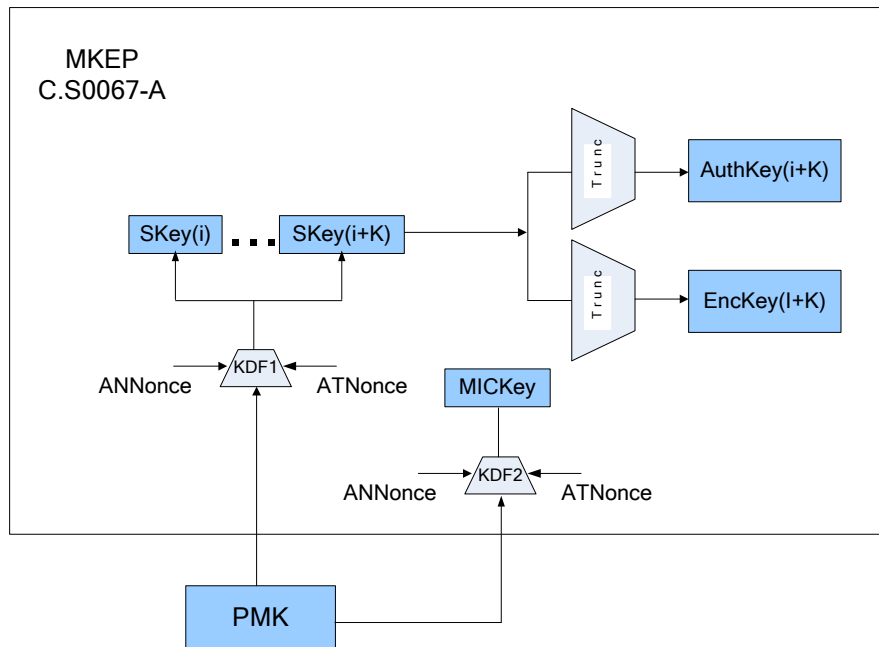 MKEP
C.S0067-A
Trunc
AuthKey(i+K)
SKey(i)
SKey(i+K)
Trunc
EncKey(I+K)
KDF1
ANNonce
ATNonce
MICKey
KDF2
ANNonce
ATNonce
PMK